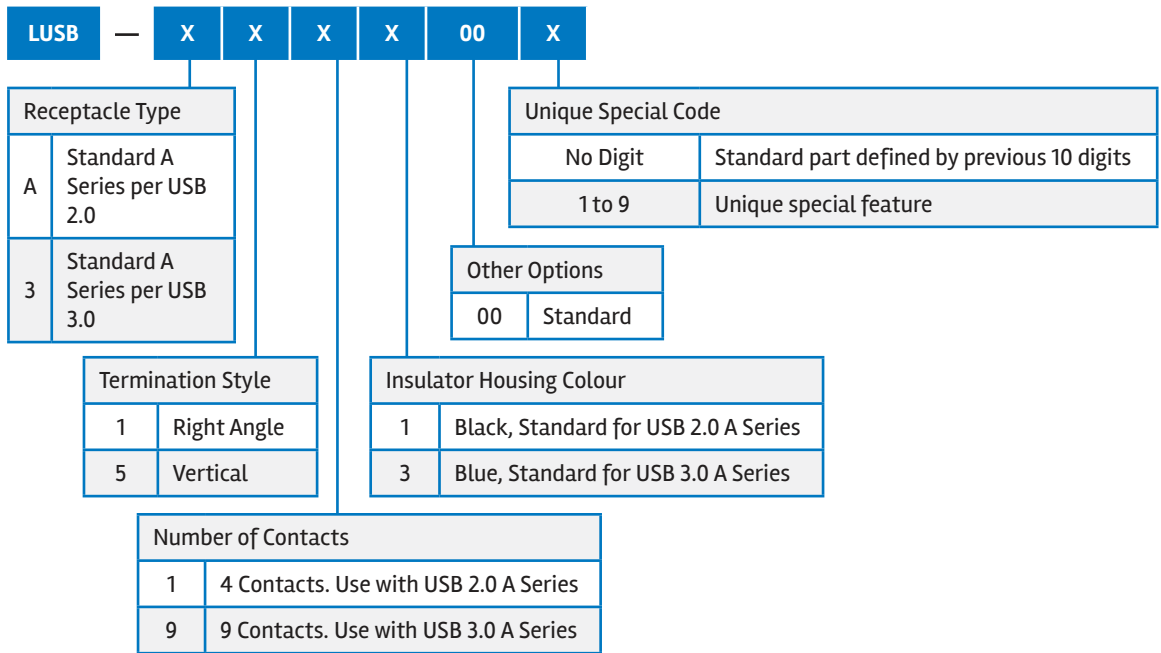 LUSB — X X X X 00 X
Receptacle Type
A Standard A
Series per USB
2.0
3 Standard A
Series per USB
3.0
Unique Special Code
No Digit Standard part defined by previous 10 digits
1 to 9 Unique special feature
Other Options
00 Standard
Termination Style
1 Right Angle
5 Vertical
Insulator Housing Colour
1 Black, Standard for USB 2.0 A Series
3 Blue, Standard for USB 3.0 A Series
Number of Contacts
1 4 Contacts. Use with USB 2.0 A Series
9 9 Contacts. Use with USB 3.0 A Series